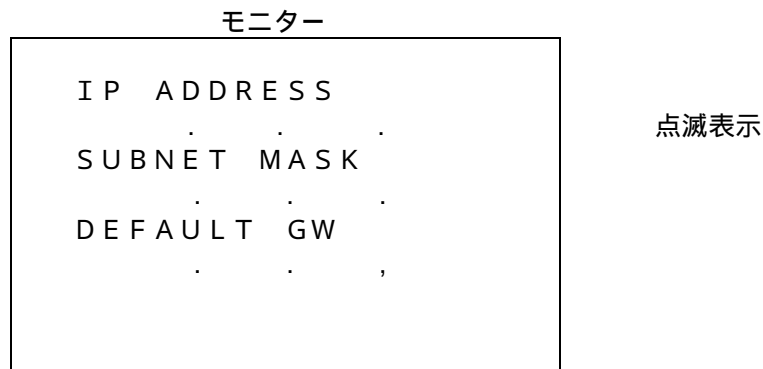 モニター
ＩＰ ＡＤＤＲＥＳＳ
. . .
点滅表示
ＳＵＢＮＥＴ ＭＡＳＫ
. . .
ＤＥＦＡＵＬＴ ＧＷ
. . ,